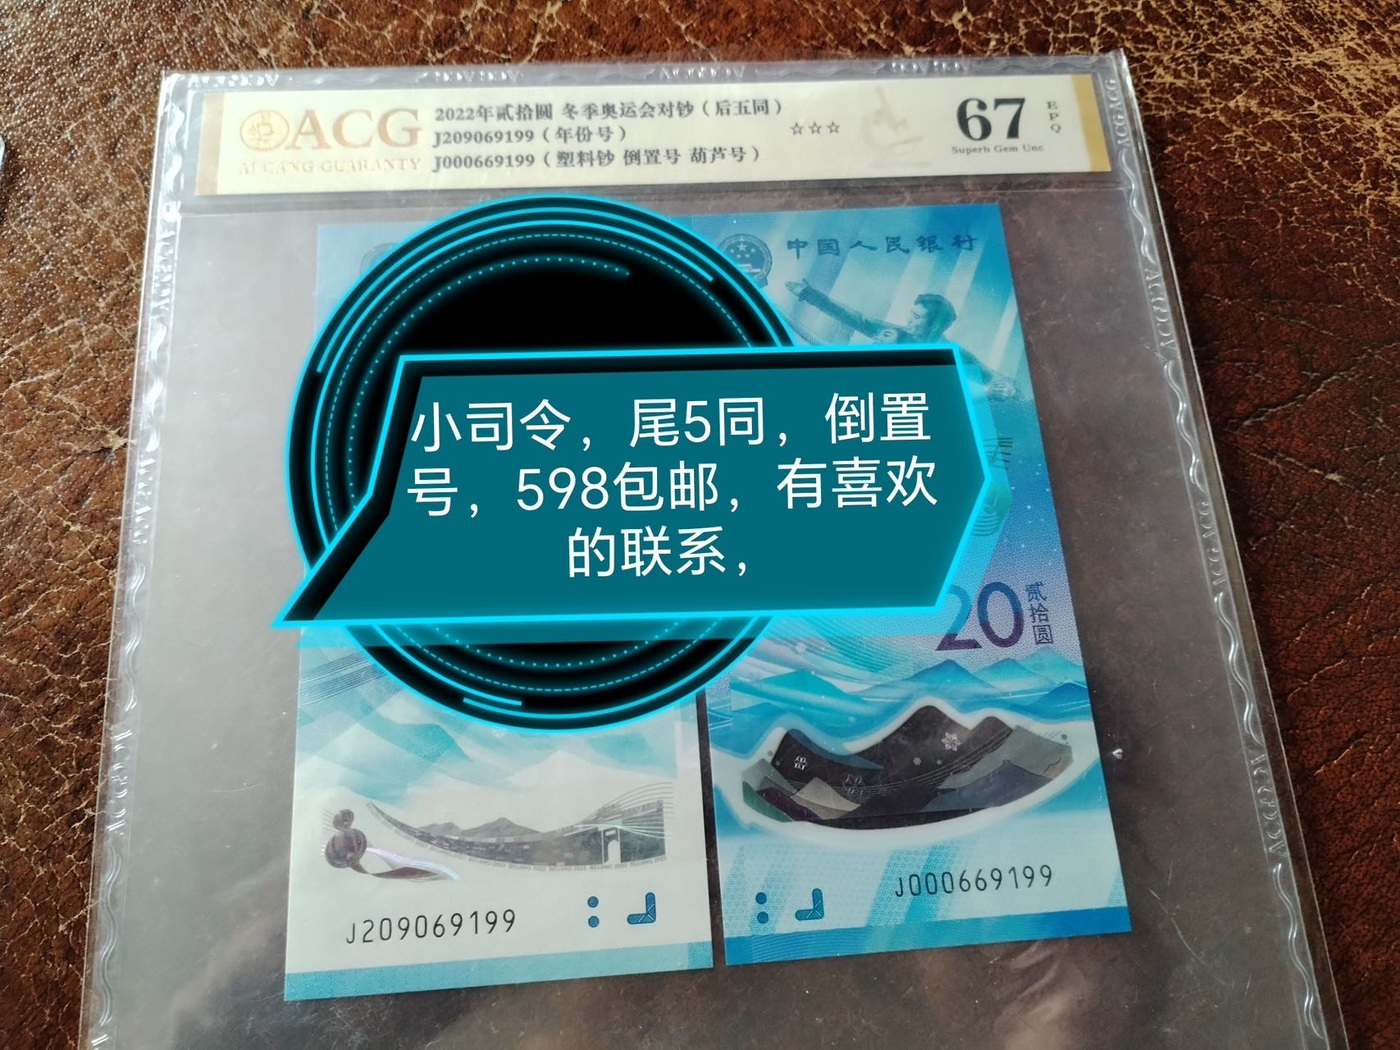 ACG
AI CANG GUARANTY
2022年贰拾圆 冬季奥运会对钞（后五同）
J209069199（年份号）
J000669199（塑料钞 倒置号 葫芦号）
☆☆☆
67
EPQ
Superb Gem Unc
中国人民银行
小司令，尾5同，倒置
号，598包邮，有喜欢
的联系，
20
贰拾圆
J209069199
J000669199